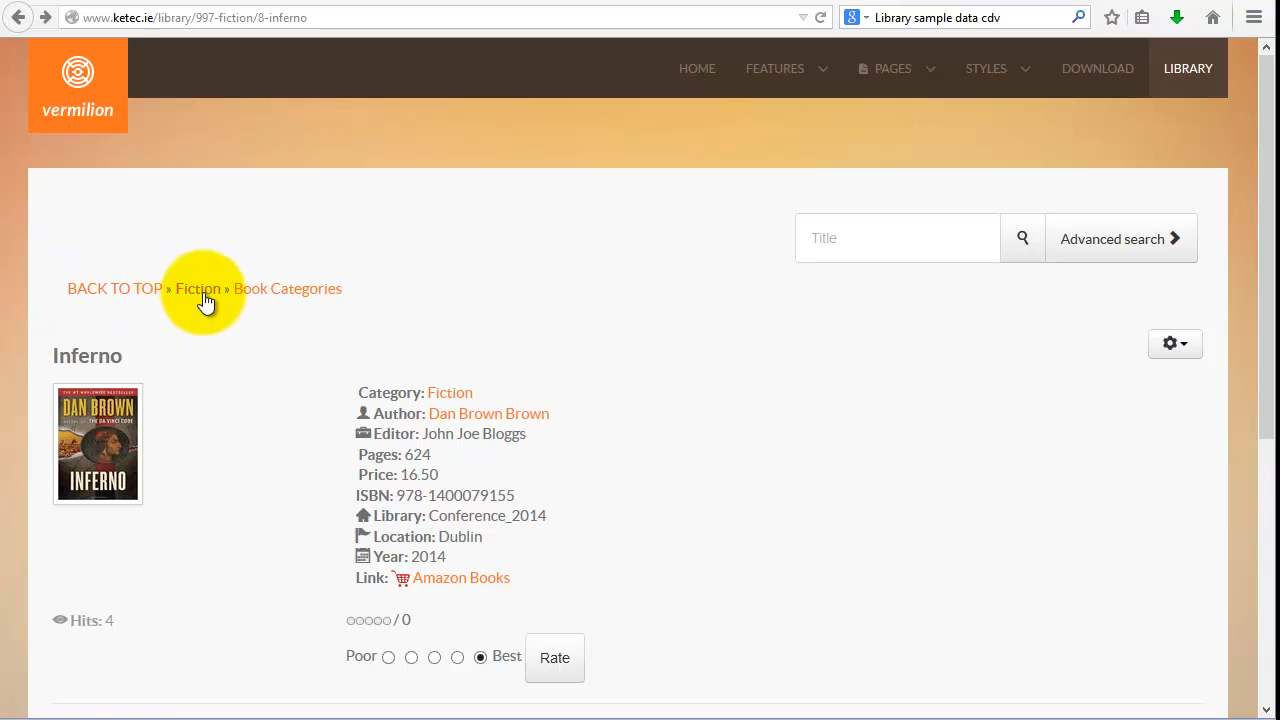 www.ketec.ie/library/997-fiction/8-inferno
Library sample data cdv
vermilion
HOME FEATURES PAGES STYLES DOWNLOAD LIBRARY
Title
Advanced search
BACK TO TOP » Fiction » Book Categories
Inferno
DAN BROWN
INFERNO
Category: Fiction
Author: Dan Brown Brown
Editor: John Joe Bloggs
Pages: 624
Price: 16.50
ISBN: 978-1400079155
Library: Conference_2014
Location: Dublin
Year: 2014
Link: Amazon Books
Hits: 4
/ 0
Poor Best Rate